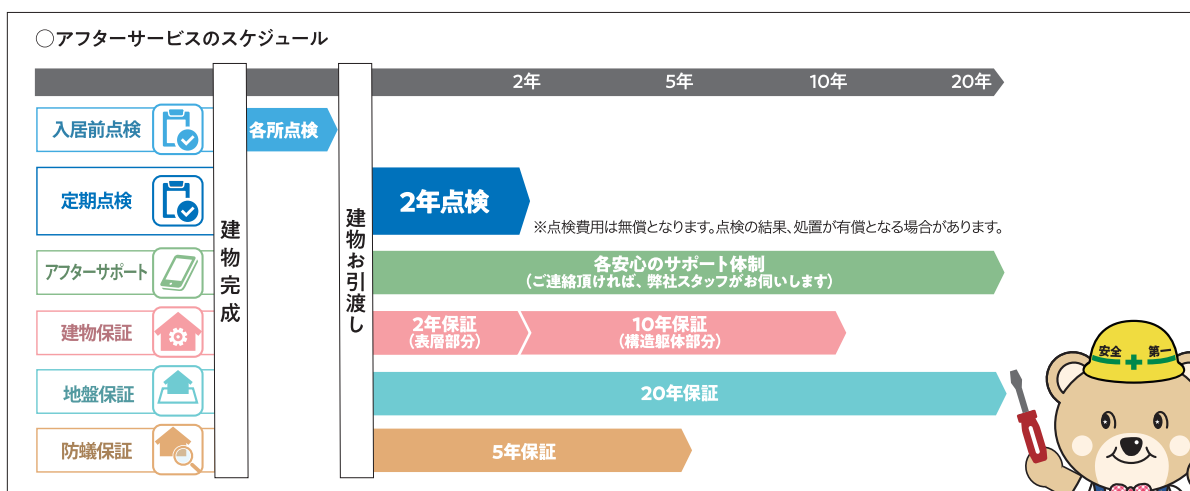 ○アフターサービスのスケジュール
2年 5年 10年 20年
入居前点検
各所点検
定期点検
2年点検
※点検費用は無償となります。点検の結果、処置が有償となる場合があります。
建物完成
建物お引渡し
アフターサポート
各安心のサポート体制
（ご連絡頂ければ、弊社スタッフがお伺いします）
建物保証
2年保証
（表層部分）
10年保証
（構造躯体部分）
地盤保証
20年保証
防蟻保証
5年保証
安全 第一